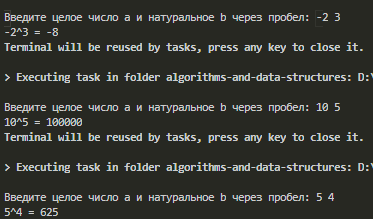 Введите целое число a и натуральное b через пробел: -2 3
-2^3 = -8
Terminal will be reused by tasks, press any key to close it.
> Executing task in folder algorithms-and-data-structures: D:\
Введите целое число a и натуральное b через пробел: 10 5
10^5 = 100000
Terminal will be reused by tasks, press any key to close it.
> Executing task in folder algorithms-and-data-structures: D:\
Введите целое число a и натуральное b через пробел: 5 4
5^4 = 625